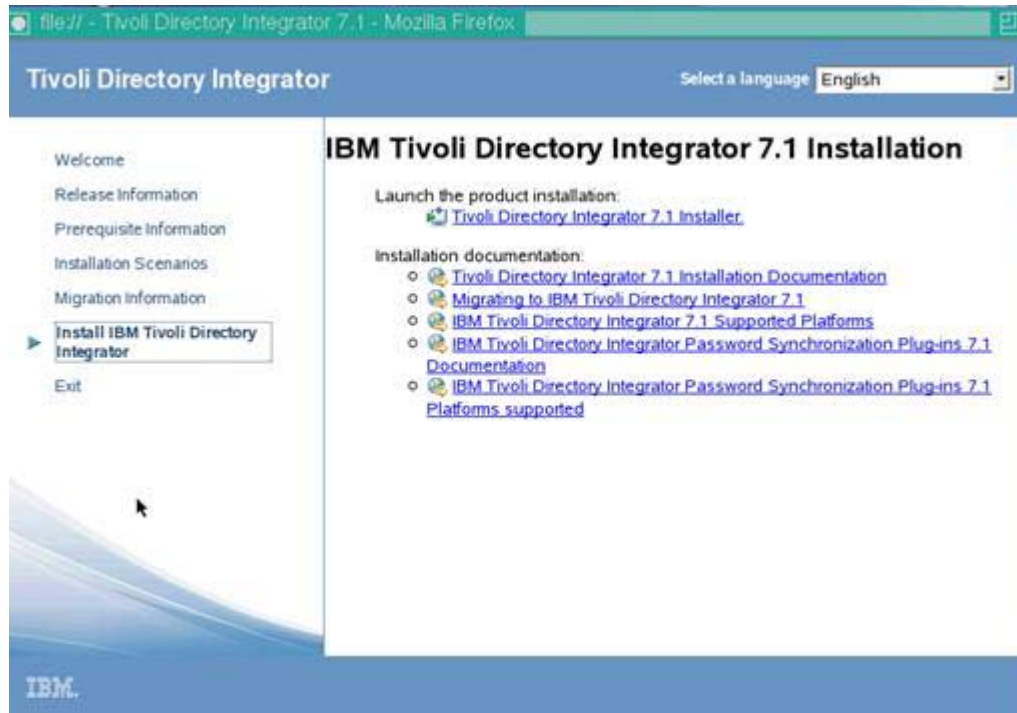 file:// - Tivoli Directory Integrator 7.1 - Mozilla Firefox
Tivoli Directory Integrator
Select a language English
Welcome
Release Information
Prerequisite Information
Installation Scenarios
Migration Information
Install IBM Tivoli Directory
Integrator
Exit
IBM Tivoli Directory Integrator 7.1 Installation
Launch the product installation:
Tivoli Directory Integrator 7.1 Installer.
Installation documentation:
Tivoli Directory Integrator 7.1 Installation Documentation
Migrating to IBM Tivoli Directory Integrator 7.1
IBM Tivoli Directory Integrator 7.1 Supported Platforms
IBM Tivoli Directory Integrator Password Synchronization Plug-ins 7.1
Documentation
IBM Tivoli Directory Integrator Password Synchronization Plug-ins 7.1
Platforms supported
IBM.